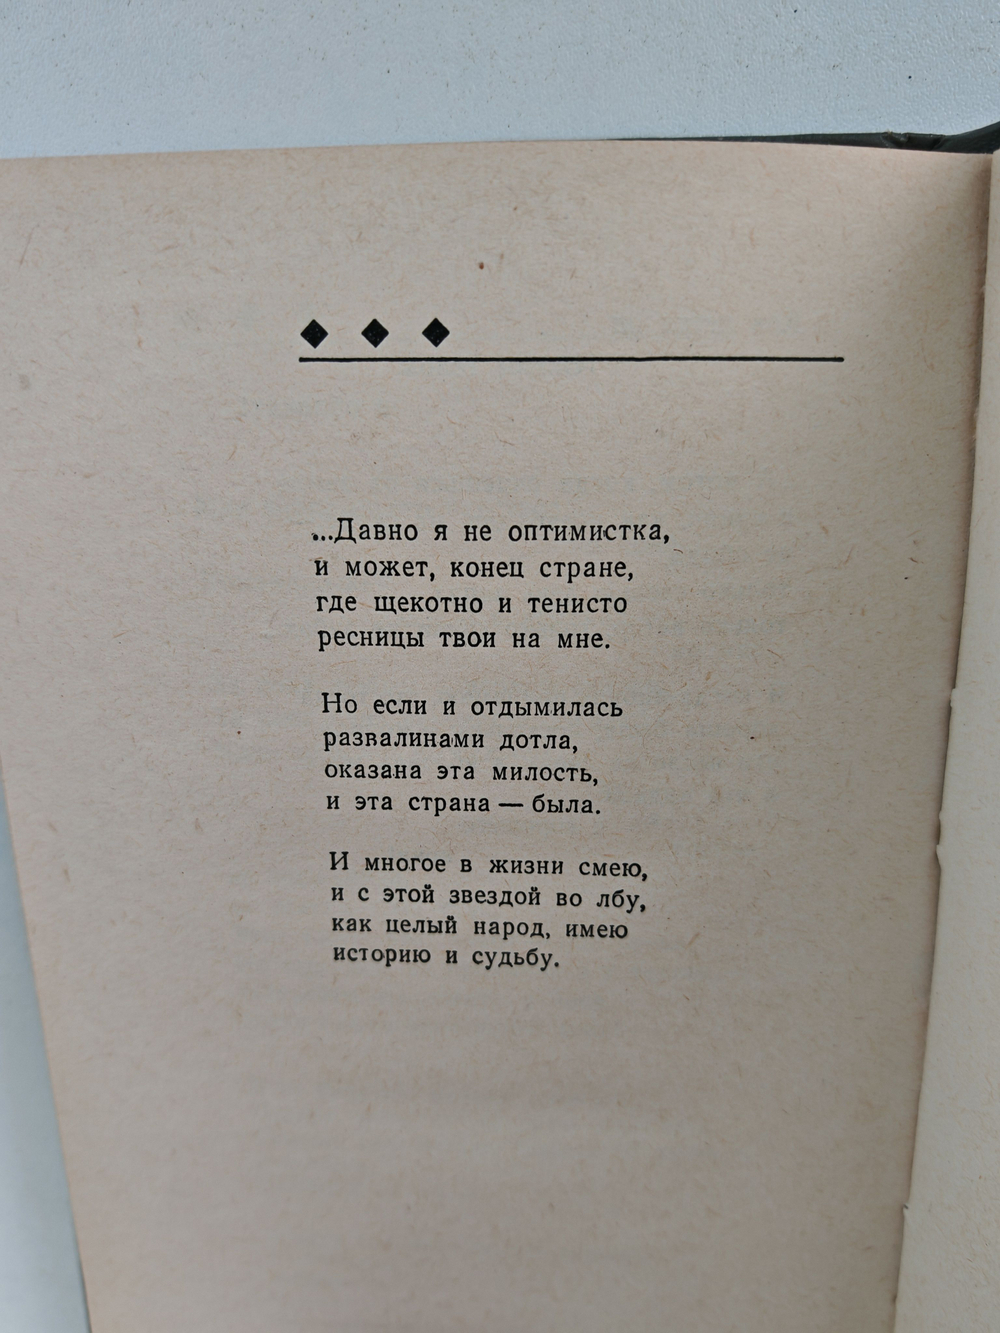 ...Давно я не оптимистка,
и может, конец стране,
где щекотно и тенисто
ресницы твои на мне.
Но если и отдымилась
развалинами дотла,
оказана эта милость,
и эта страна — была.
И многое в жизни смею,
и с этой звездой во лбу,
как целый народ, имею
историю и судьбу.